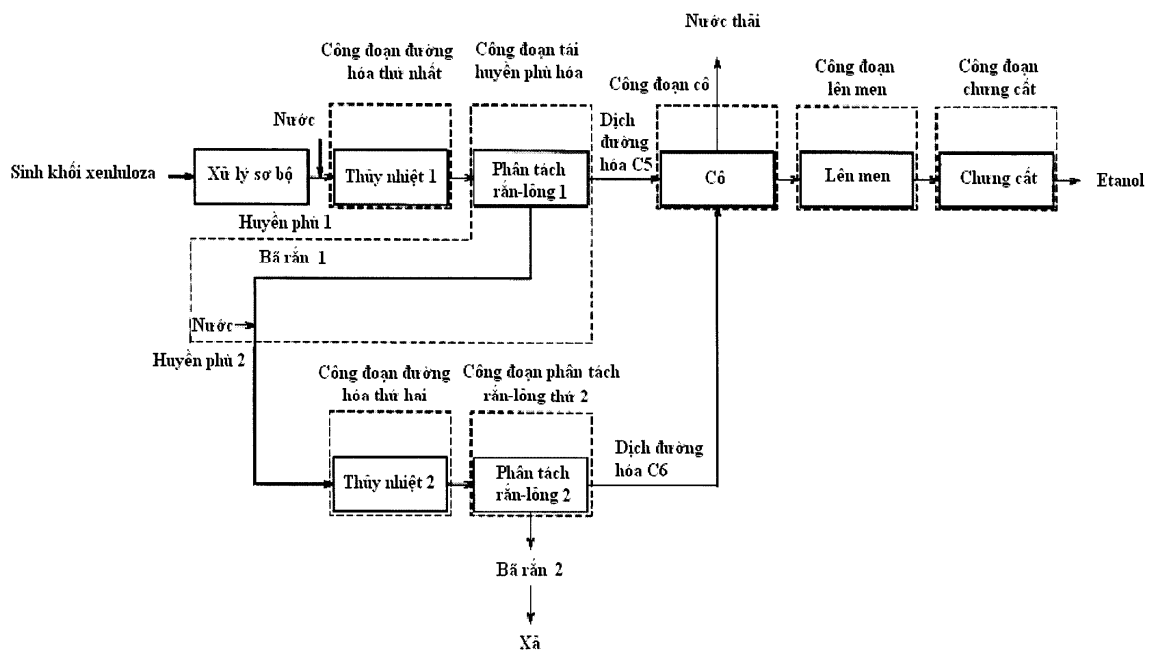 Nước thải
Công đoạn đường
hóa thứ nhất
Công đoạn tái
huyền phù hóa
Công đoạn cô
Công đoạn
lên men
Công đoạn
chưng cất
Nước
Dịch
đường
hóa C5
Sinh khối xenluloza
Xử lý sơ bộ
Thủy nhiệt 1
Phân tách
rắn-lỏng 1
Cô
Lên men
Chưng cất
Etanol
Huyền phù 1
Bã rắn 1
Nước
Huyền phù 2
Công đoạn đường
hóa thứ hai
Công đoạn phân tách
rắn-lỏng thứ 2
Thủy nhiệt 2
Phân tách
rắn-lỏng 2
Dịch đường
hóa C6
Bã rắn 2
Xả